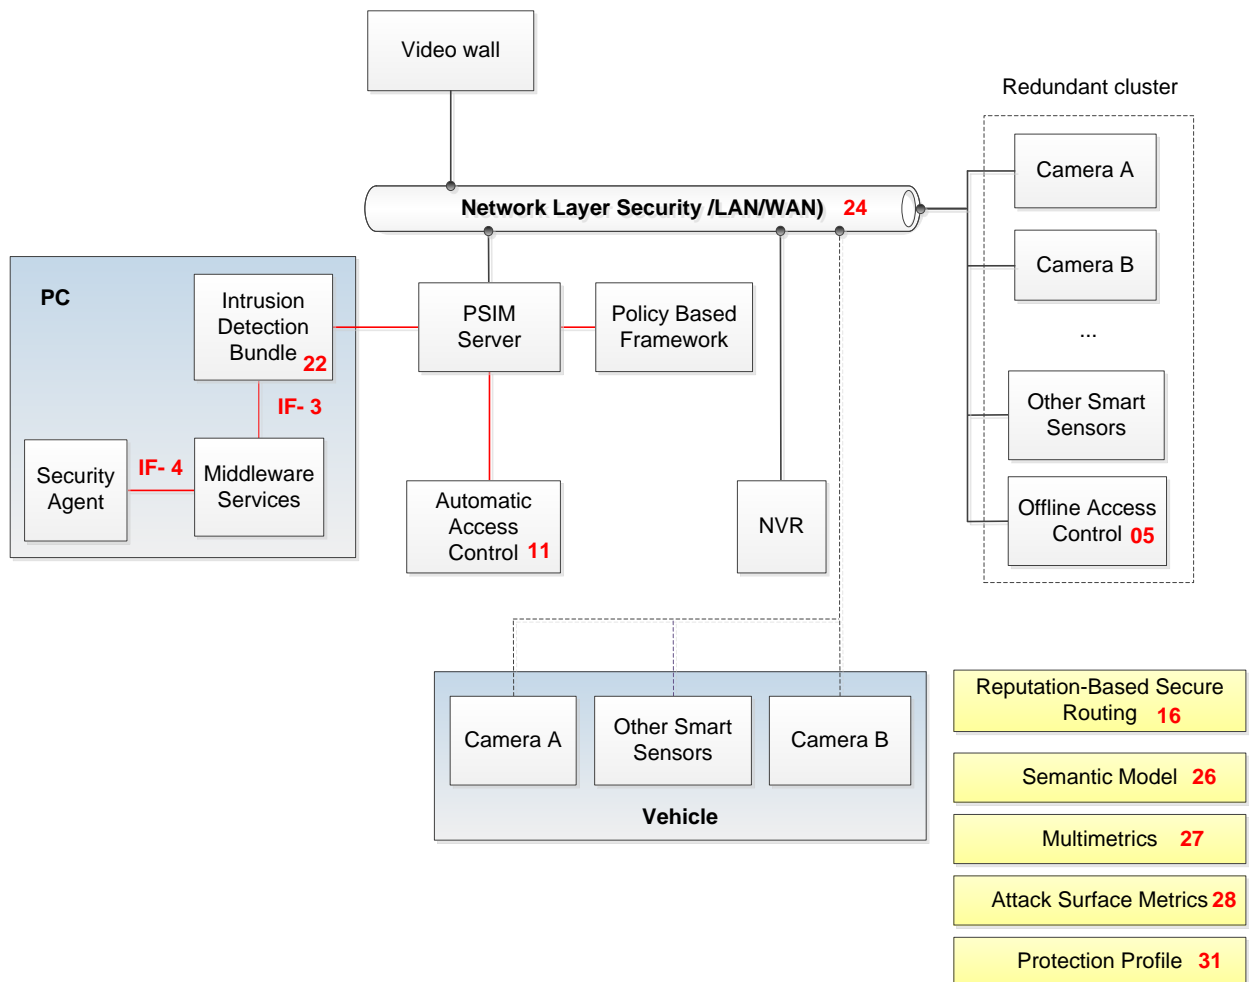 Video wall
Redundant cluster
Camera A
Network Layer Security /LAN/WAN) 24
Camera B
...
Other Smart
Sensors
Offline Access
Control 05
PC
Intrusion
Detection
Bundle 22
PSIM
Server
Policy Based
Framework
IF- 3
IF- 4
Security
Agent
Middleware
Services
Automatic
Access
Control 11
NVR
Camera A
Other Smart
Sensors
Camera B
Vehicle
Reputation-Based Secure
Routing 16
Semantic Model 26
Multimetrics 27
Attack Surface Metrics 28
Protection Profile 31